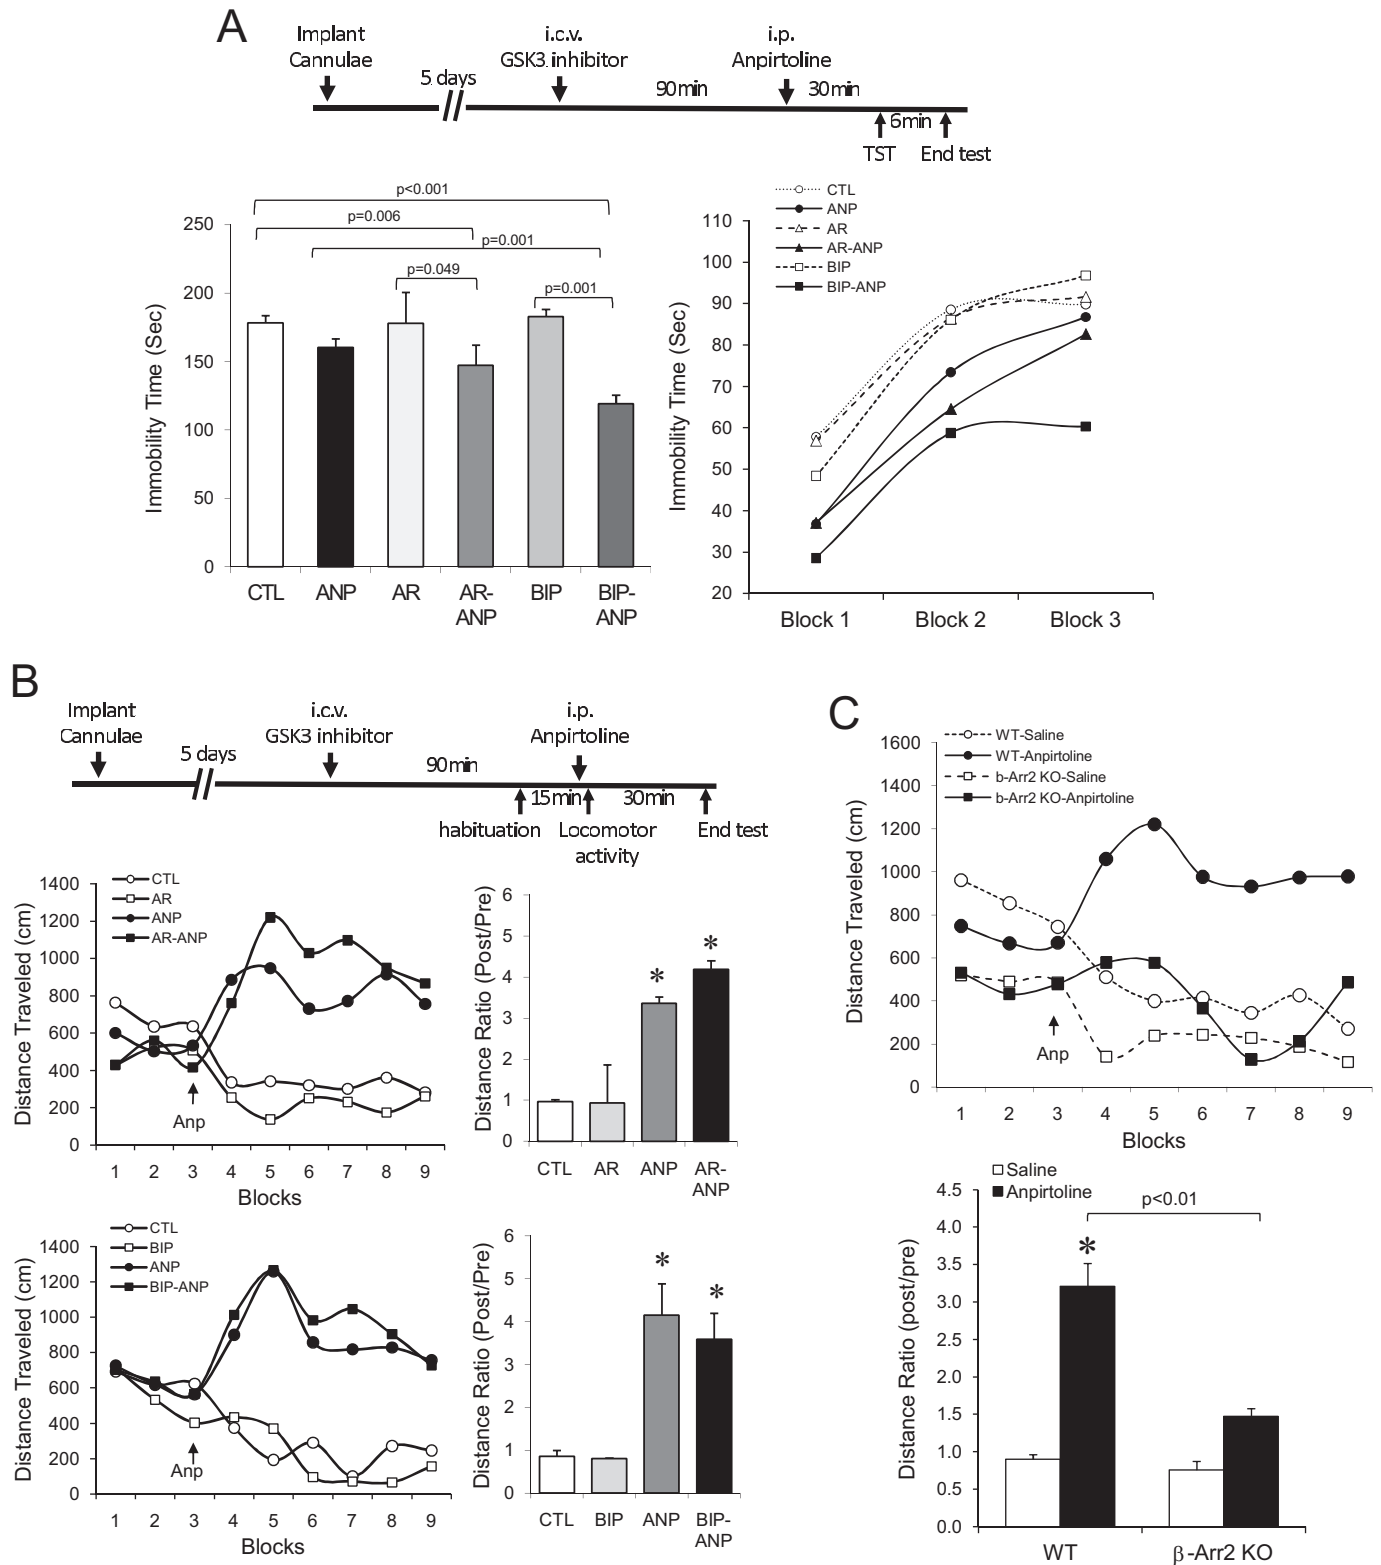 A
Implant
Cannulae
5 days
i.c.v.
GSK3 inhibitor
90min
i.p.
Anpirtoline
30min
6min
TST
End test
p<0.001
p=0.006
p=0.001
p=0.049
p=0.001
Immobility Time (Sec)
250
200
150
100
50
0
CTL
ANP
AR
AR-
ANP
BIP
BIP-
ANP
CTL
ANP
AR
AR-ANP
BIP
BIP-ANP
Immobility Time (Sec)
110
100
90
80
70
60
50
40
30
20
Block 1
Block 2
Block 3
B
Implant
Cannulae
5 days
i.c.v.
GSK3 inhibitor
90min
i.p.
Anpirtoline
15min
30min
habituation
Locomotor
activity
End test
CTL
AR
ANP
AR-ANP
Distance Traveled (cm)
1400
1200
1000
800
600
400
200
0
Anp
1 2 3 4 5 6 7 8 9
Blocks
Distance Ratio (Post/Pre)
6
5
4
3
2
1
0
*
*
CTL
AR
ANP
AR-
ANP
CTL
BIP
ANP
BIP-ANP
Distance Traveled (cm)
1400
1200
1000
800
600
400
200
0
Anp
1 2 3 4 5 6 7 8 9
Blocks
Distance Ratio (Post/Pre)
6
5
4
3
2
1
0
*
*
CTL
BIP
ANP
BIP-
ANP
C
WT-Saline
WT-Anpirtoline
b-Arr2 KO-Saline
b-Arr2 KO-Anpirtoline
Distance Traveled (cm)
1600
1400
1200
1000
800
600
400
200
0
Anp
1 2 3 4 5 6 7 8 9
Blocks
Saline
Anpirtoline
p<0.01
*
Distance Ratio (post/pre)
4.5
4.0
3.5
3.0
2.5
2.0
1.5
1.0
0.5
0.0
WT
β-Arr2 KO